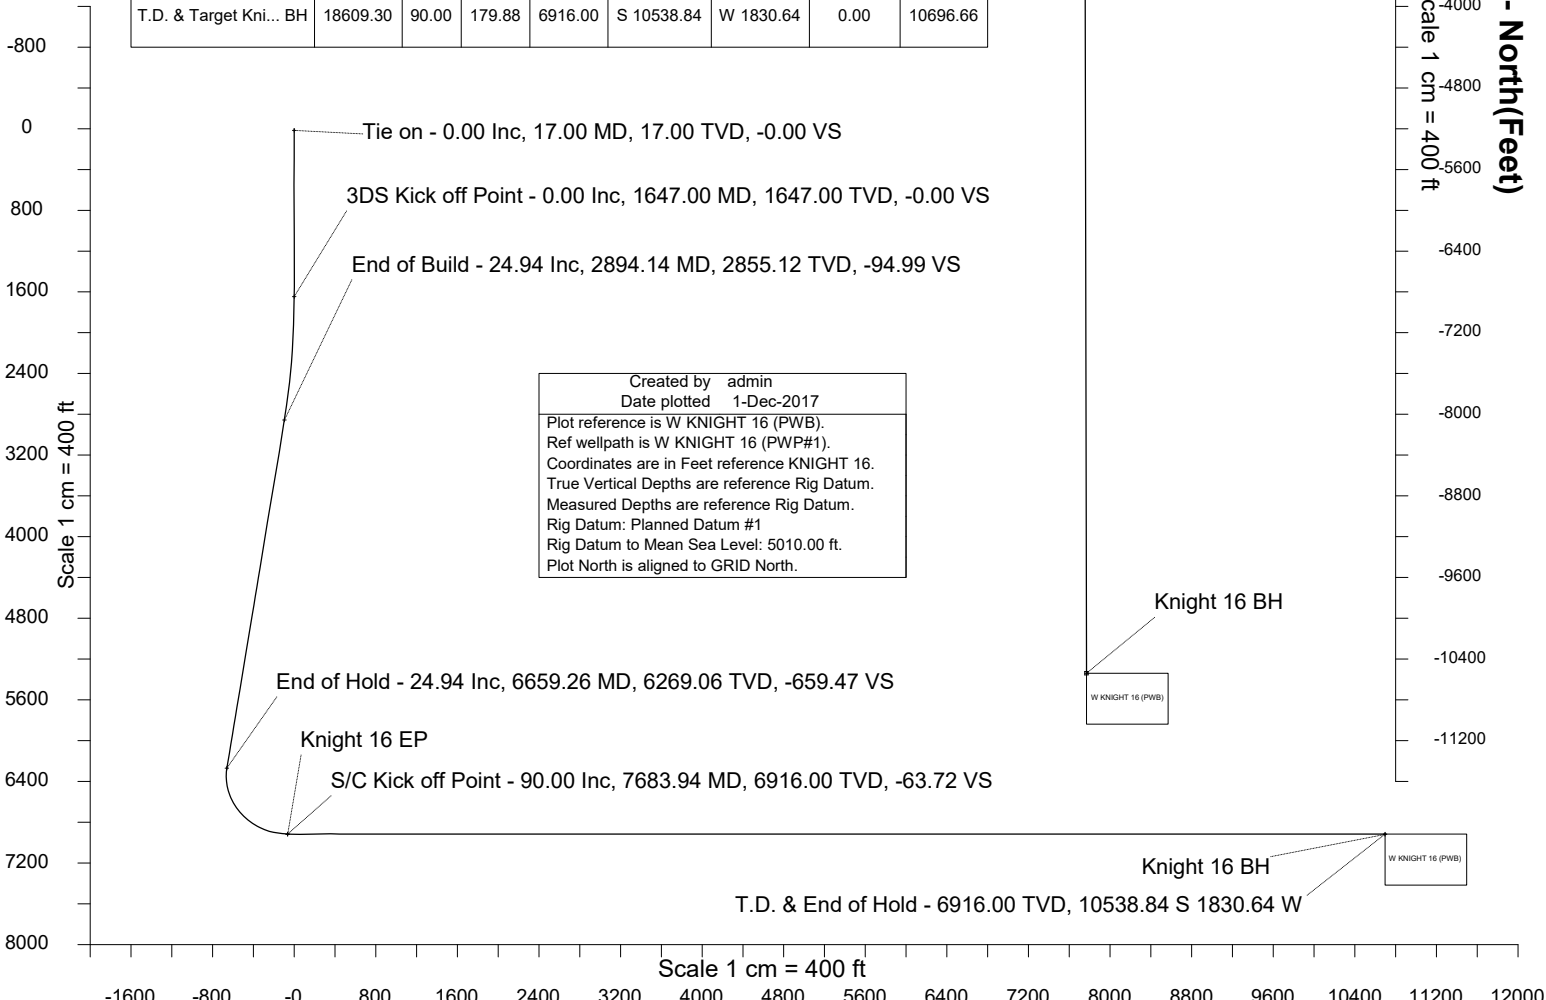 T.D. & Target Kni... BH 18609.30 90.00 179.88 6916.00 S 10538.84 W 1830.64 0.00 10696.66
-800
0
800
1600
2400
3200
4000
4800
5600
6400
7200
8000
Scale 1 cm = 400 ft
Tie on - 0.00 Inc, 17.00 MD, 17.00 TVD, -0.00 VS
3DS Kick off Point - 0.00 Inc, 1647.00 MD, 1647.00 TVD, -0.00 VS
End of Build - 24.94 Inc, 2894.14 MD, 2855.12 TVD, -94.99 VS
Created by admin
Date plotted 1-Dec-2017
Plot reference is W KNIGHT 16 (PWB).
Ref wellpath is W KNIGHT 16 (PWP#1).
Coordinates are in Feet reference KNIGHT 16.
True Vertical Depths are reference Rig Datum.
Measured Depths are reference Rig Datum.
Rig Datum: Planned Datum #1
Rig Datum to Mean Sea Level: 5010.00 ft.
Plot North is aligned to GRID North.
End of Hold - 24.94 Inc, 6659.26 MD, 6269.06 TVD, -659.47 VS
Knight 16 EP
S/C Kick off Point - 90.00 Inc, 7683.94 MD, 6916.00 TVD, -63.72 VS
Knight 16 BH
W KNIGHT 16 (PWB)
T.D. & End of Hold - 6916.00 TVD, 10538.84 S 1830.64 W
Scale 1 cm = 400 ft
-1600 -800 -0 800 1600 2400 3200 4000 4800 5600 6400 7200 8000 8800 9600 10400 11200 12000
Knight 16 BH
W KNIGHT 16 (PWB)
-4000
-4800
-5600
-6400
-7200
-8000
-8800
-9600
-10400
-11200
cale 1 cm = 400 ft
- North(Feet)